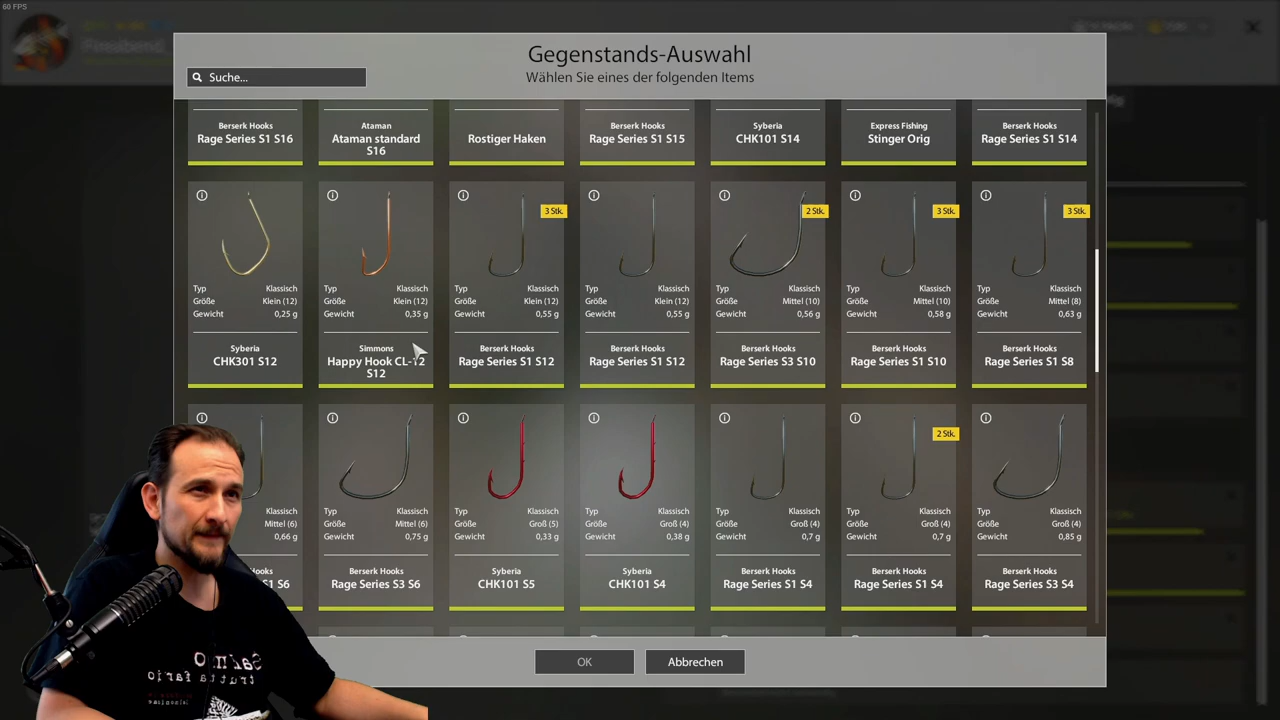 60 FPS
Gegenstands-Auswahl
Suche...
Wählen Sie eines der folgenden Items
Berserk Hooks
Rage Series S1 S16
Ataman
Ataman standard
S16
Rostiger Haken
Berserk Hooks
Rage Series S1 S15
Syberia
CHK101 S14
Express Fishing
Stinger Orig
Berserk Hooks
Rage Series S1 S14
Typ Klassisch
Größe Klein (12)
Gewicht 0,25 g
Syberia
CHK301 S12
Typ Klassisch
Größe Klein (12)
Gewicht 0,35 g
Simmons
Happy Hook CL-12
S12
3 Stk.
Typ Klassisch
Größe Klein (12)
Gewicht 0,55 g
Berserk Hooks
Rage Series S1 S12
Typ Klassisch
Größe Klein (12)
Gewicht 0,55 g
Berserk Hooks
Rage Series S1 S12
2 Stk.
Typ Klassisch
Größe Mittel (10)
Gewicht 0,56 g
Berserk Hooks
Rage Series S3 S10
3 Stk.
Typ Klassisch
Größe Mittel (10)
Gewicht 0,58 g
Berserk Hooks
Rage Series S1 S10
3 Stk.
Typ Klassisch
Größe Mittel (8)
Gewicht 0,63 g
Berserk Hooks
Rage Series S1 S8
Klassisch
Mittel (6)
0,66 g
Hooks
S1 S6
Typ Klassisch
Größe Mittel (6)
Gewicht 0,75 g
Berserk Hooks
Rage Series S3 S6
Typ Klassisch
Größe Groß (5)
Gewicht 0,33 g
Syberia
CHK101 S5
Typ Klassisch
Größe Groß (4)
Gewicht 0,38 g
Syberia
CHK101 S4
Typ Klassisch
Größe Groß (4)
Gewicht 0,7 g
Berserk Hooks
Rage Series S1 S4
2 Stk.
Typ Klassisch
Größe Groß (4)
Gewicht 0,7 g
Berserk Hooks
Rage Series S1 S4
Typ Klassisch
Größe Groß (4)
Gewicht 0,85 g
Berserk Hooks
Rage Series S3 S4
OK
Abbrechen